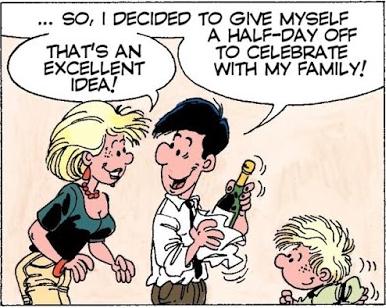 ... SO, I DECIDED TO GIVE MYSELF
A HALF-DAY OFF
TO CELEBRATE
WITH MY FAMILY!
THAT'S AN
EXCELLENT
IDEA!